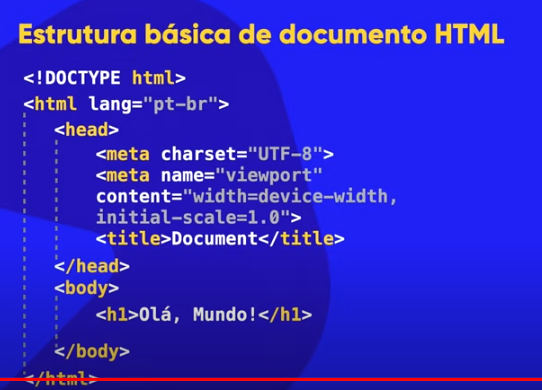 Estrutura básica de documento HTML
<!DOCTYPE html>
<html lang="pt-br">
<head>
<meta charset="UTF-8">
<meta name="viewport"
content="width=device-width,
initial-scale=1.0">
<title>Document</title>
</head>
<body>
<h1>Olá, Mundo!</h1>
</body>
</html>